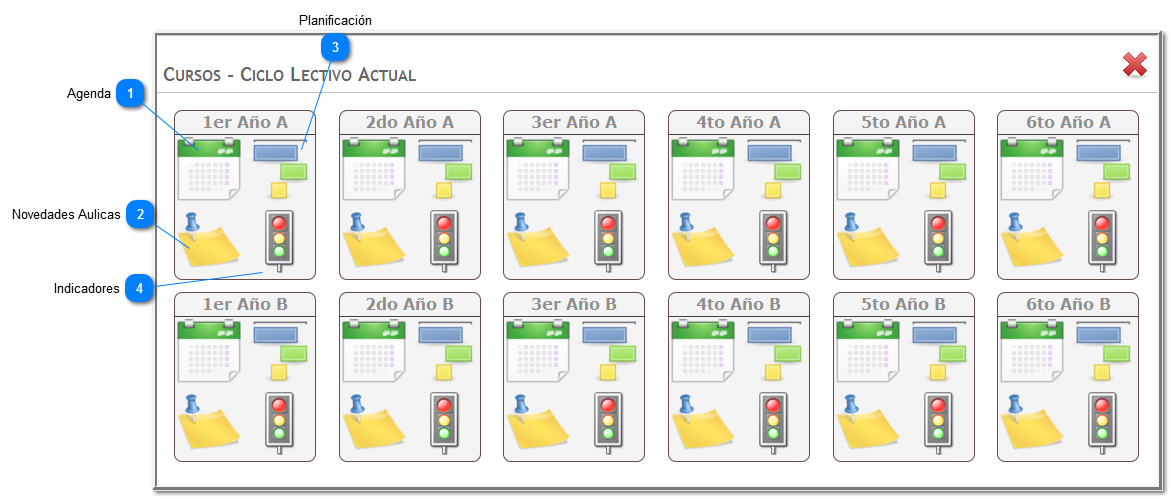 Planificación
3
Cursos - Ciclo Lectivo Actual
Agenda 1
1er Año A 2do Año A 3er Año A 4to Año A 5to Año A 6to Año A
Novedades Aulicas 2
Indicadores 4
1er Año B 2do Año B 3er Año B 4to Año B 5to Año B 6to Año B